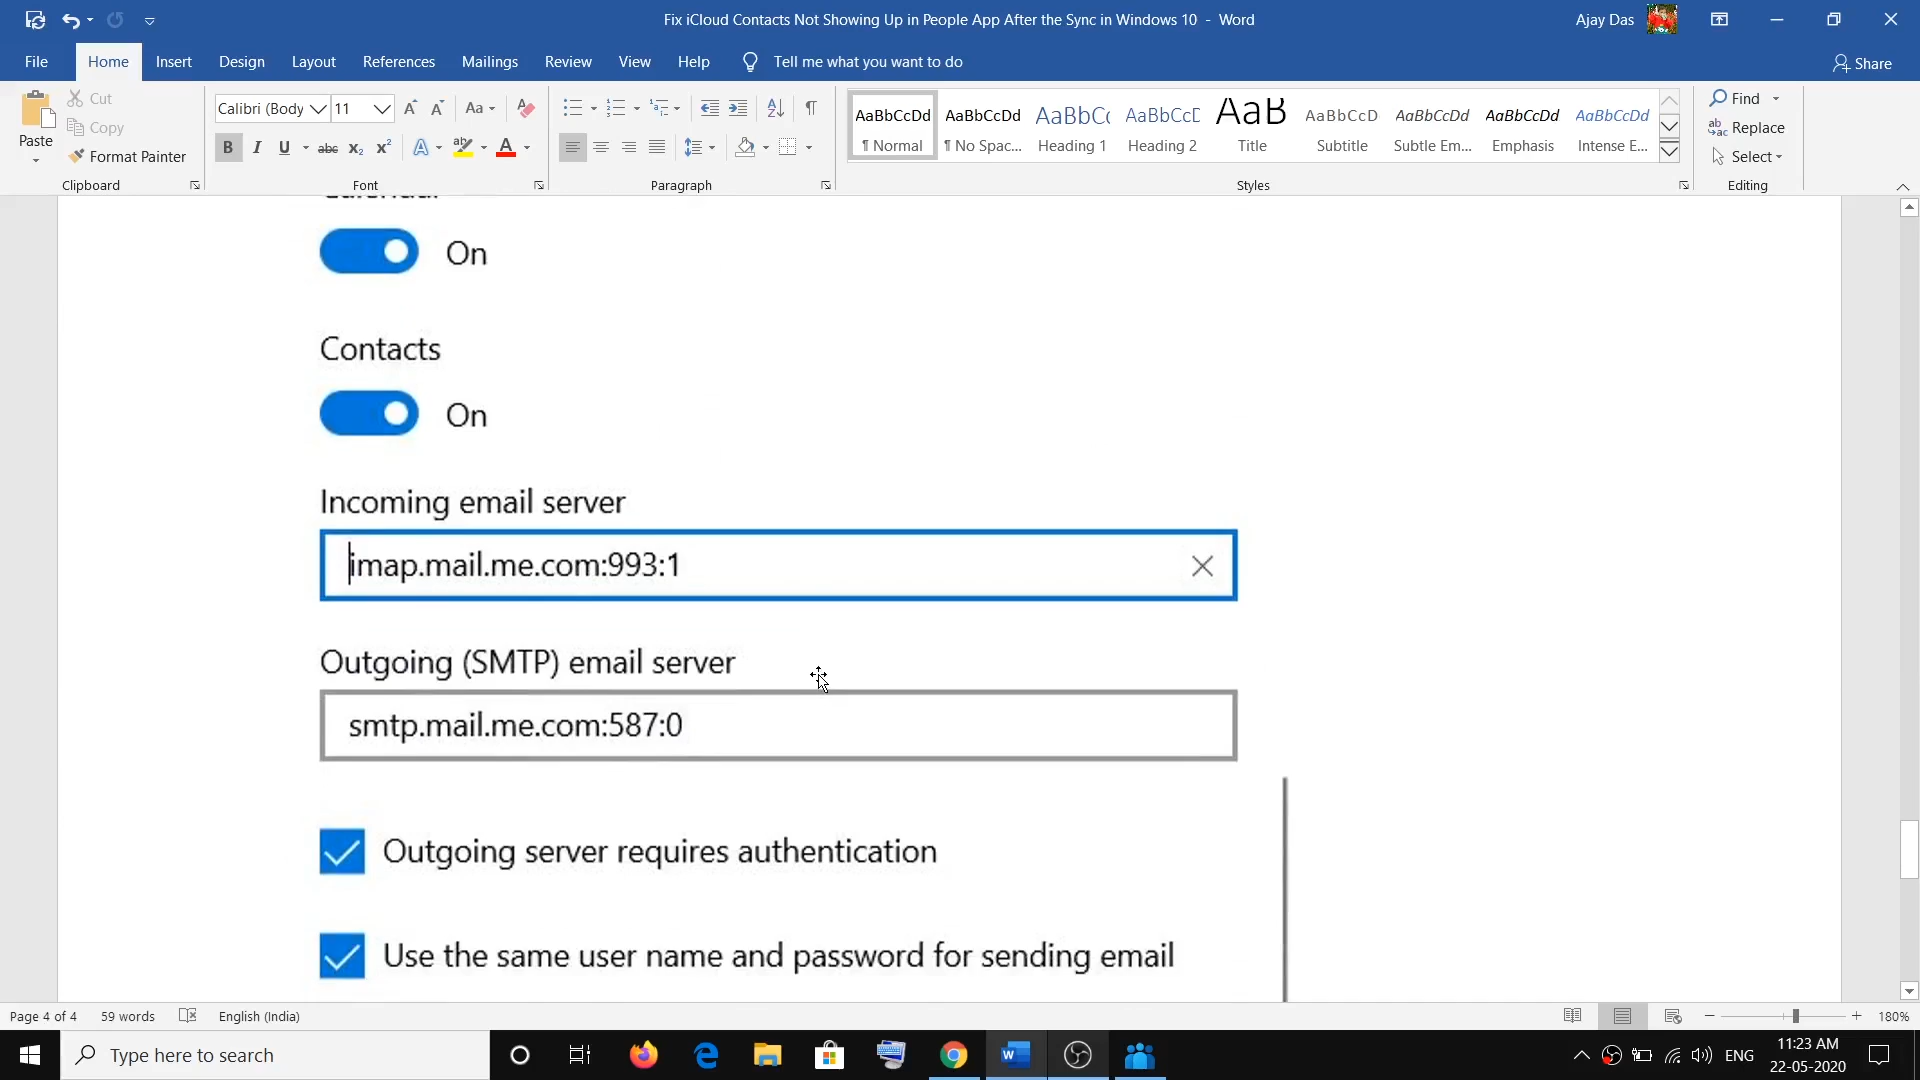 Fix iCloud Contacts Not Showing Up in People App After the Sync in Windows 10 - Word
Ajay Das
File Home Insert Design Layout References Mailings Review View Help Tell me what you want to do
Share
Paste
Cut
Copy
Format Painter
Clipboard
Calibri (Body 11
Aa
B I U abc x₂ x² A ab A
Font
Paragraph
AaBbCcDd AaBbCcDd AaBbCc AaBbCcC AaB AaBbCcD AaBbCcDd AaBbCcDd AaBbCcDd
¶ Normal ¶ No Spac... Heading 1 Heading 2 Title Subtitle Subtle Em... Emphasis Intense E...
Styles
Find
Replace
Select
Editing
On
Contacts
On
Incoming email server
imap.mail.me.com:993:1
Outgoing (SMTP) email server
smtp.mail.me.com:587:0
Outgoing server requires authentication
Use the same user name and password for sending email
Page 4 of 4 59 words English (India) 180%
Type here to search
ENG
11:23 AM
22-05-2020